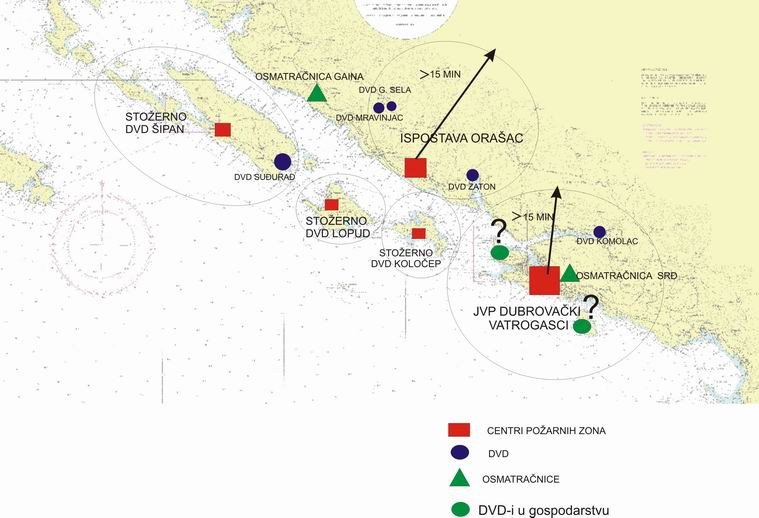 OSMATRAČNICA GAINA
>15 MIN
DVD G. SELA
DVD MRAVINJAC
STOŽERNO
DVD ŠIPAN
ISPOSTAVA ORAŠAC
DVD SUĐURAĐ
DVD ZATON
STOŽERNO
DVD LOPUD
>15 MIN
?
DVD KOMOLAC
STOŽERNO
DVD KOLOČEP
OSMATRAČNICA SRĐ
?
JVP DUBROVAČKI
VATROGASCI
CENTRI POŽARNIH ZONA
DVD
OSMATRAČNICE
DVD-i u gospodarstvu